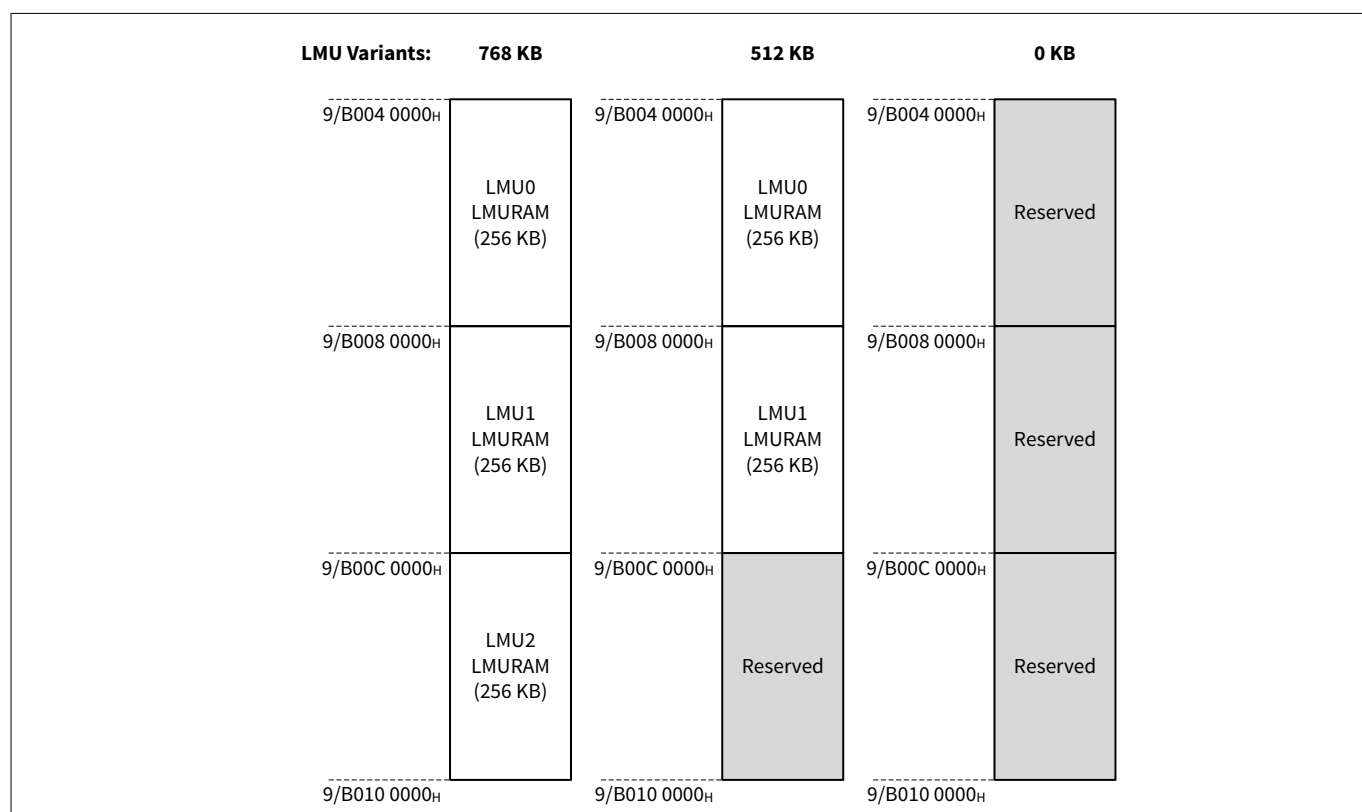 LMU Variants: 768 KB 512 KB 0 KB
9/B004 0000H 9/B004 0000H 9/B004 0000H
LMU0 LMU0
LMURAM LMURAM Reserved
(256 KB) (256 KB)
9/B008 0000H 9/B008 0000H 9/B008 0000H
LMU1 LMU1
LMURAM LMURAM Reserved
(256 KB) (256 KB)
9/B00C 0000H 9/B00C 0000H 9/B00C 0000H
LMU2
LMURAM Reserved Reserved
(256 KB)
9/B010 0000H 9/B010 0000H 9/B010 0000H